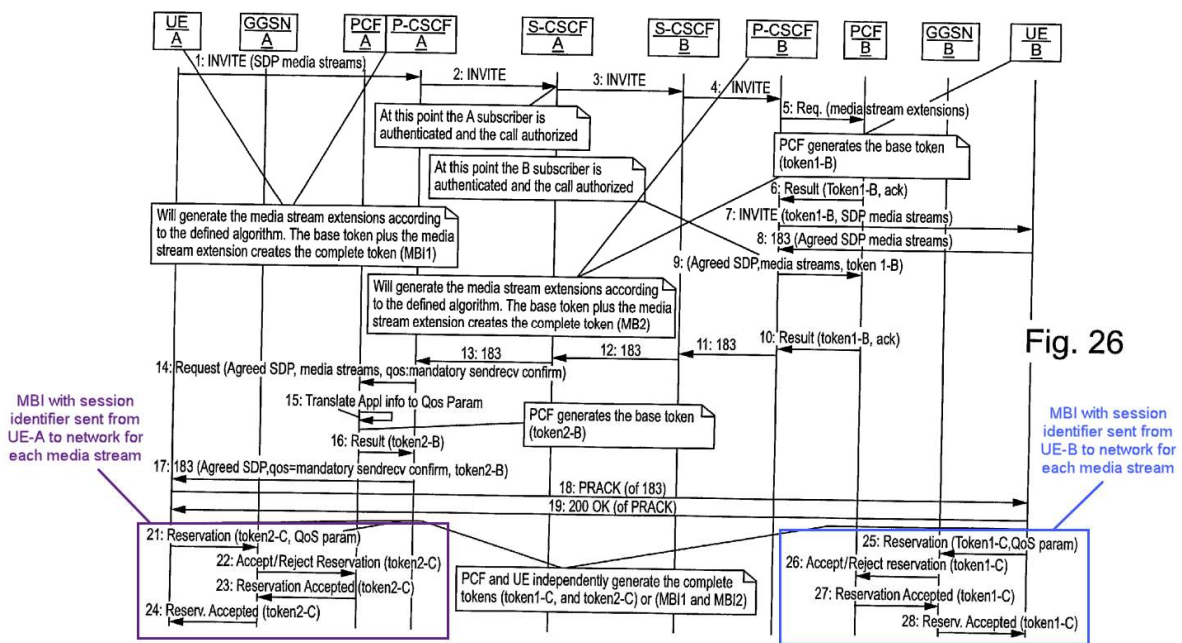 UE
A
GGSN
A
PCF
A
P-CSCF
A
S-CSCF
A
S-CSCF
B
P-CSCF
B
PCF
B
GGSN
B
UE
B
1: INVITE (SDP media streams)
2: INVITE
3: INVITE
4: INVITE
5: Req. (media stream extensions)
At this point the A subscriber is
authenticated and the call authorized
PCF generates the base token
(token1-B)
At this point the B subscriber is
authenticated and the call authorized
6: Result (Token1-B, ack)
7: INVITE (token1-B, SDP media streams)
8: 183 (Agreed SDP media streams)
9: (Agreed SDP,media streams, token 1-B)
Will generate the media stream extensions according
to the defined algorithm. The base token plus the media
stream extension creates the complete token (MBI1)
Will generate the media stream extensions according
to the defined algorithm. The base token plus the media
stream extension creates the complete token (MB2)
10: Result (token1-B, ack)
Fig. 26
11: 183
12: 183
13: 183
14: Request (Agreed SDP, media streams, qos:mandatory sendrecv confirm)
15: Translate Appl info to Qos Param
PCF generates the base token
(token2-B)
16: Result (token2-B)
17: 183 (Agreed SDP,qos=mandatory sendrecv confirm, token2-B)
18: PRACK (of 183)
19: 200 OK (of PRACK)
MBI with session
identifier sent from
UE-A to network for
each media stream
MBI with session
identifier sent from
UE-B to network for
each media stream
21: Reservation (token2-C, QoS param)
22: Accept/Reject Reservation (token2-C)
23: Reservation Accepted (token2-C)
24: Reserv. Accepted (token2-C)
PCF and UE independently generate the complete
tokens (token1-C, and token2-C) or (MBI1 and MBI2)
25: Reservation (Token1-C,QoS param)
26: Accept/Reject reservation (token1-C)
27: Reservation Accepted (token1-C)
28: Reserv. Accepted (token1-C)